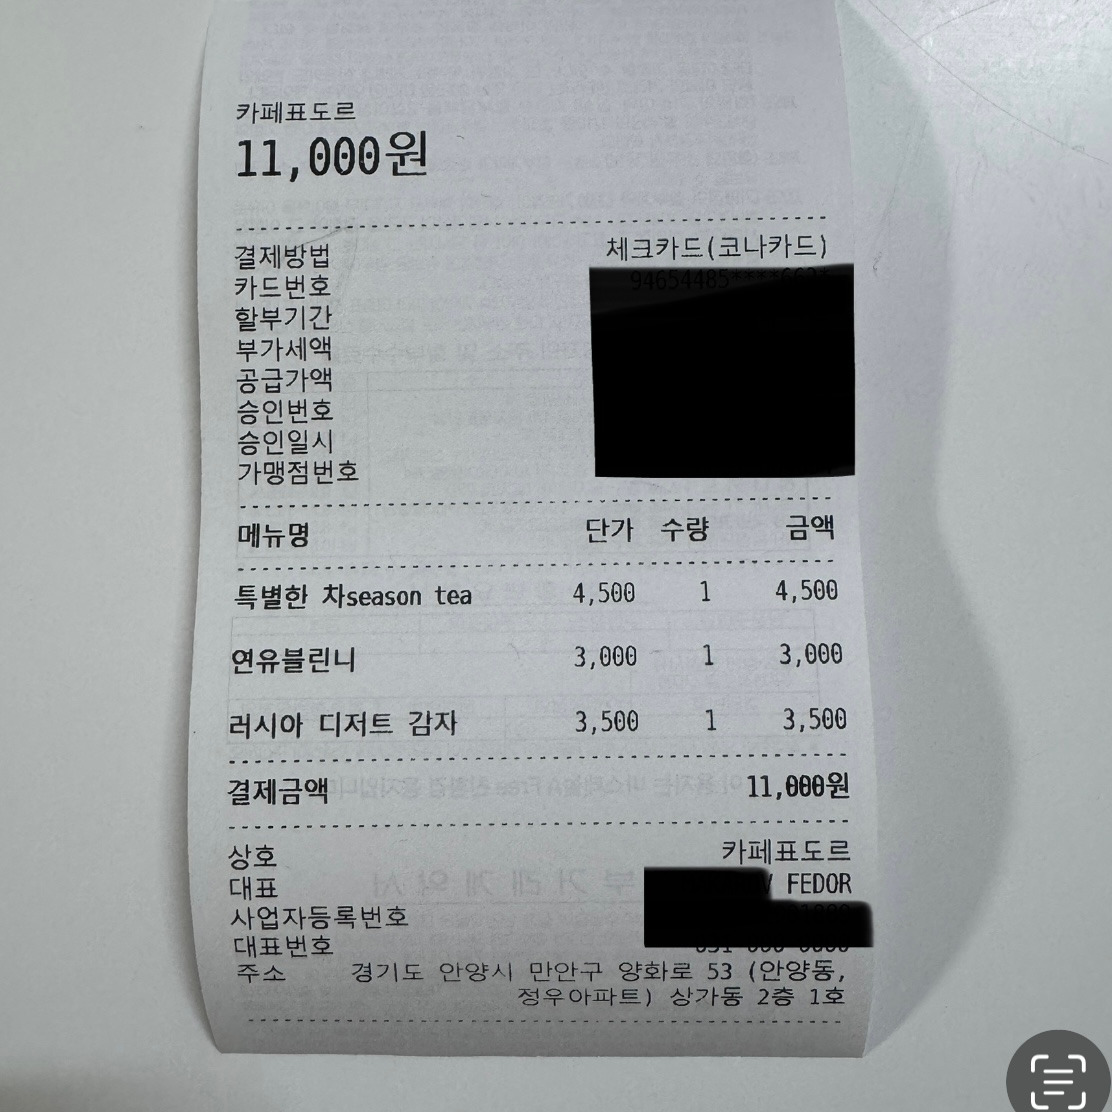 카페표도르
11,000원
결제방법 체크카드(코나카드)
카드번호
할부기간
부가세액
공급가액
승인번호
승인일시
가맹점번호
메뉴명 단가 수량 금액
특별한 차season tea 4,500 1 4,500
연유블린니 3,000 1 3,000
러시아 디저트 감자 3,500 1 3,500
결제금액 11,000원
상호 카페표도르
대표 FEDOR
사업자등록번호
대표번호
주소 경기도 안양시 만안구 양화로 53 (안양동,
정우아파트) 상가동 2층 1호